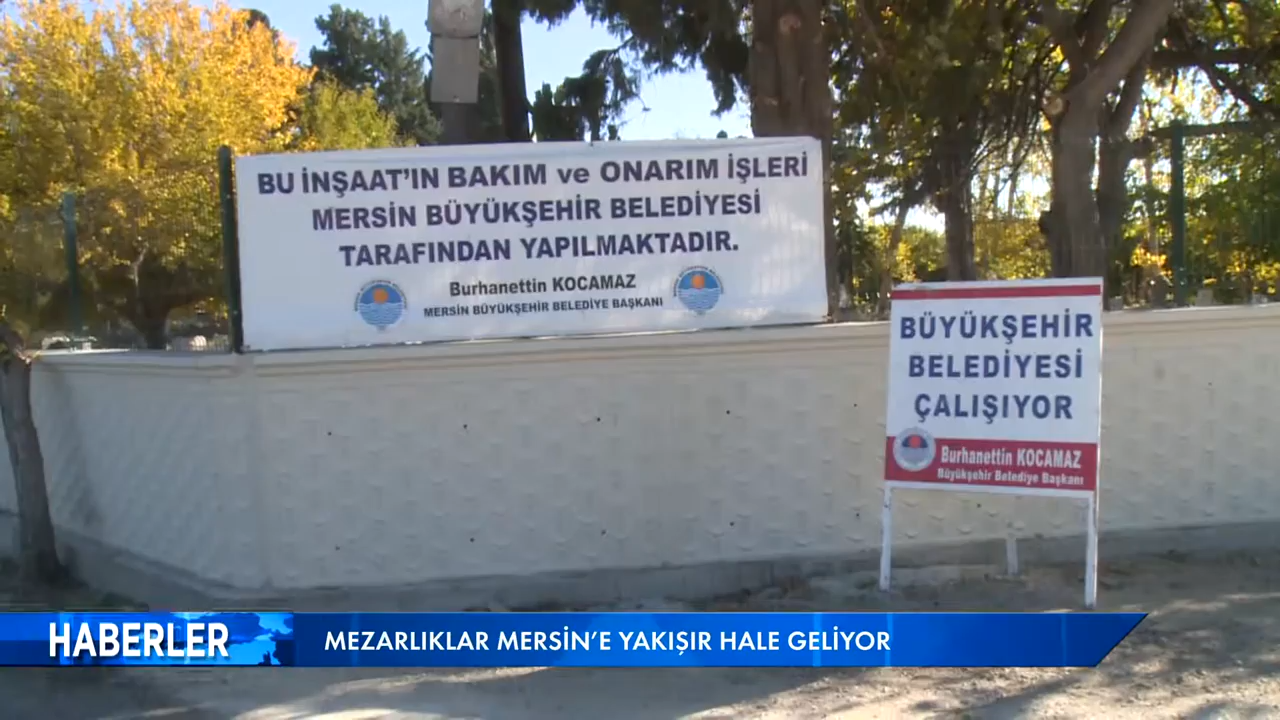 BU İNŞAAT'IN BAKIM ve ONARIM İŞLERİ
MERSİN BÜYÜKŞEHİR BELEDİYESİ
TARAFINDAN YAPILMAKTADIR.
Burhanettin KOCAMAZ
MERSİN BÜYÜKŞEHİR BELEDİYE BAŞKANI
BÜYÜKŞEHİR
BELEDİYESİ
ÇALIŞIYOR
Burhanettin KOCAMAZ
Büyükşehir Belediye Başkanı
HABERLER
MEZARLIKLAR MERSİN’E YAKIŞIR HALE GELİYOR